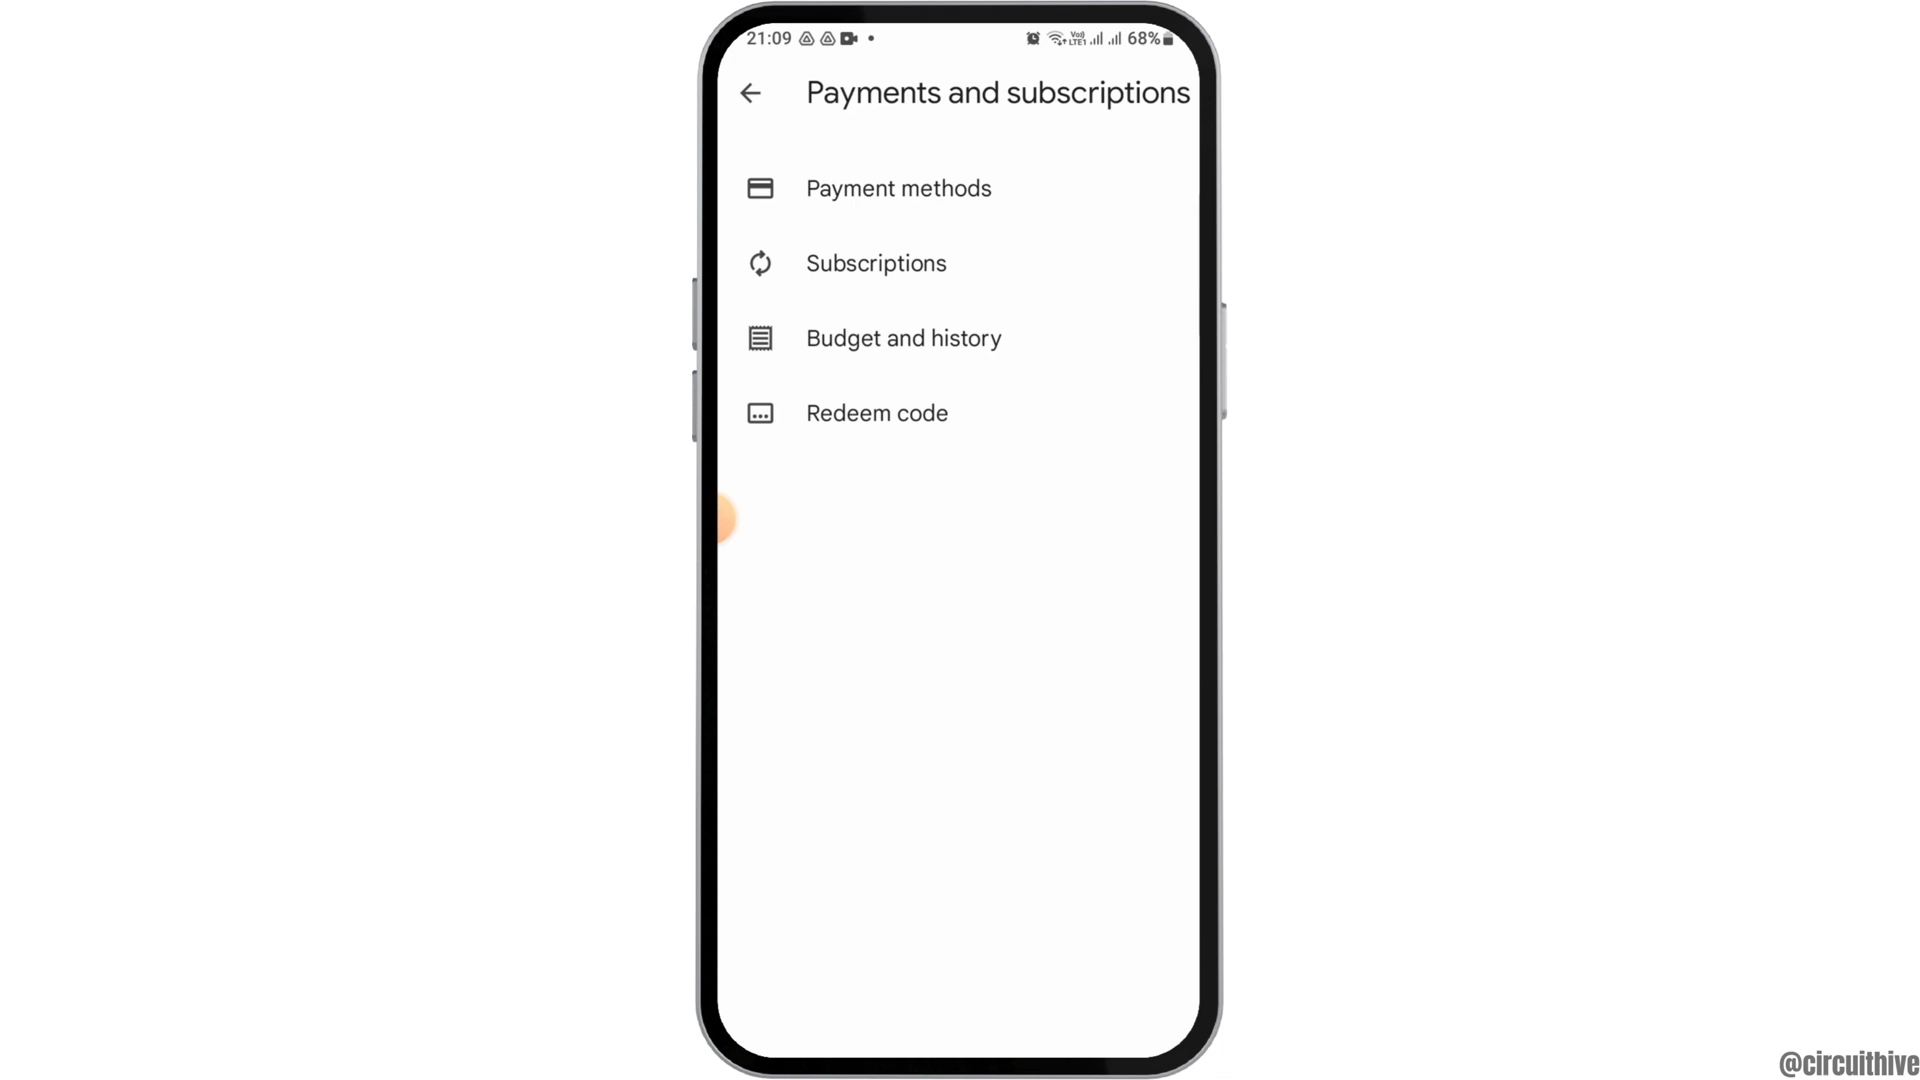 21:09 68%
Payments and subscriptions
Payment methods
Subscriptions
Budget and history
Redeem code
@circuithive